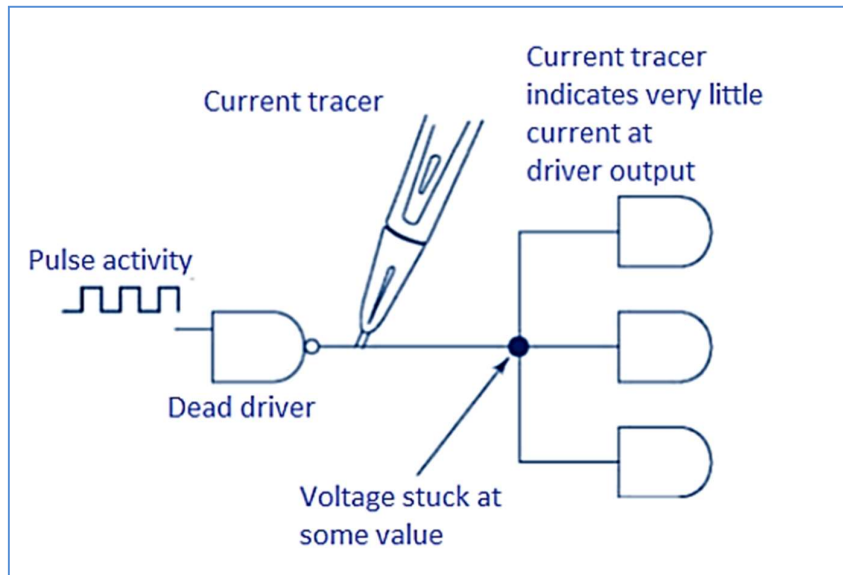 Current tracer
indicates very little
current at
driver output
Current tracer
Pulse activity
Dead driver
Voltage stuck at
some value